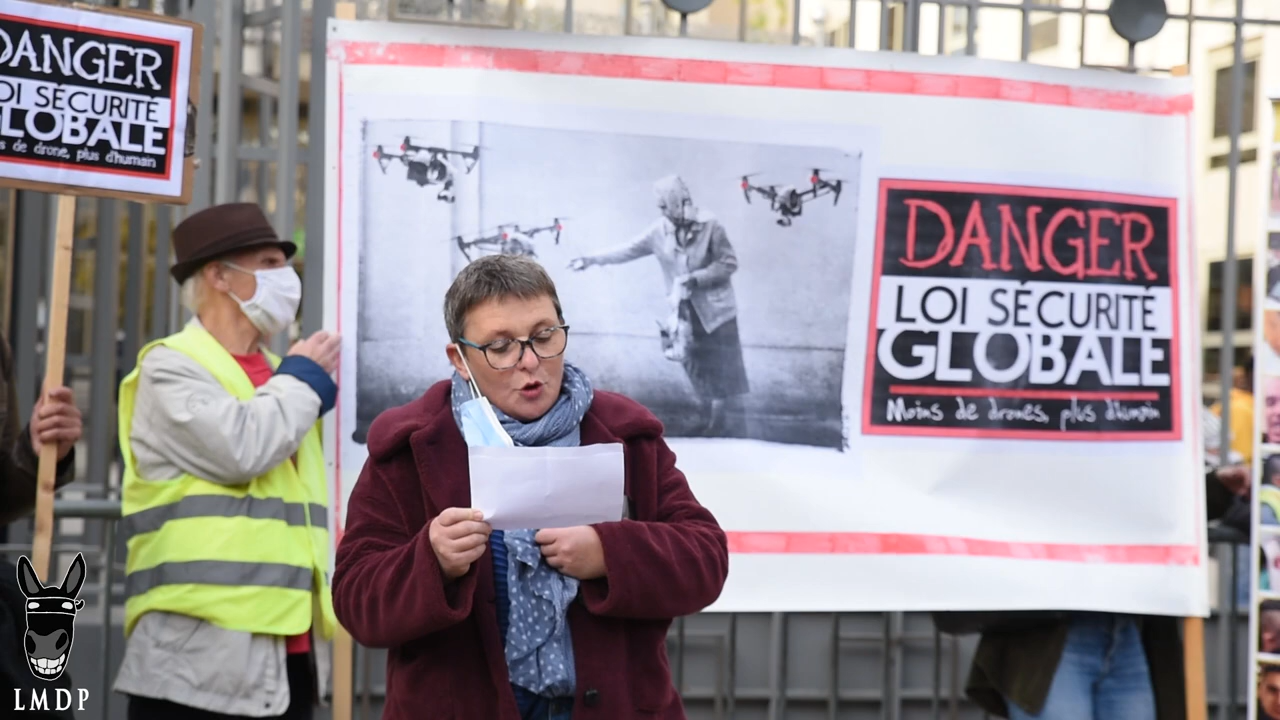 DANGER
LOI SÉCURITÉ
GLOBALE
s de drone, plus d'humain
DANGER
LOI SÉCURITÉ
GLOBALE
Moins de drones, plus d'humain
LMDP